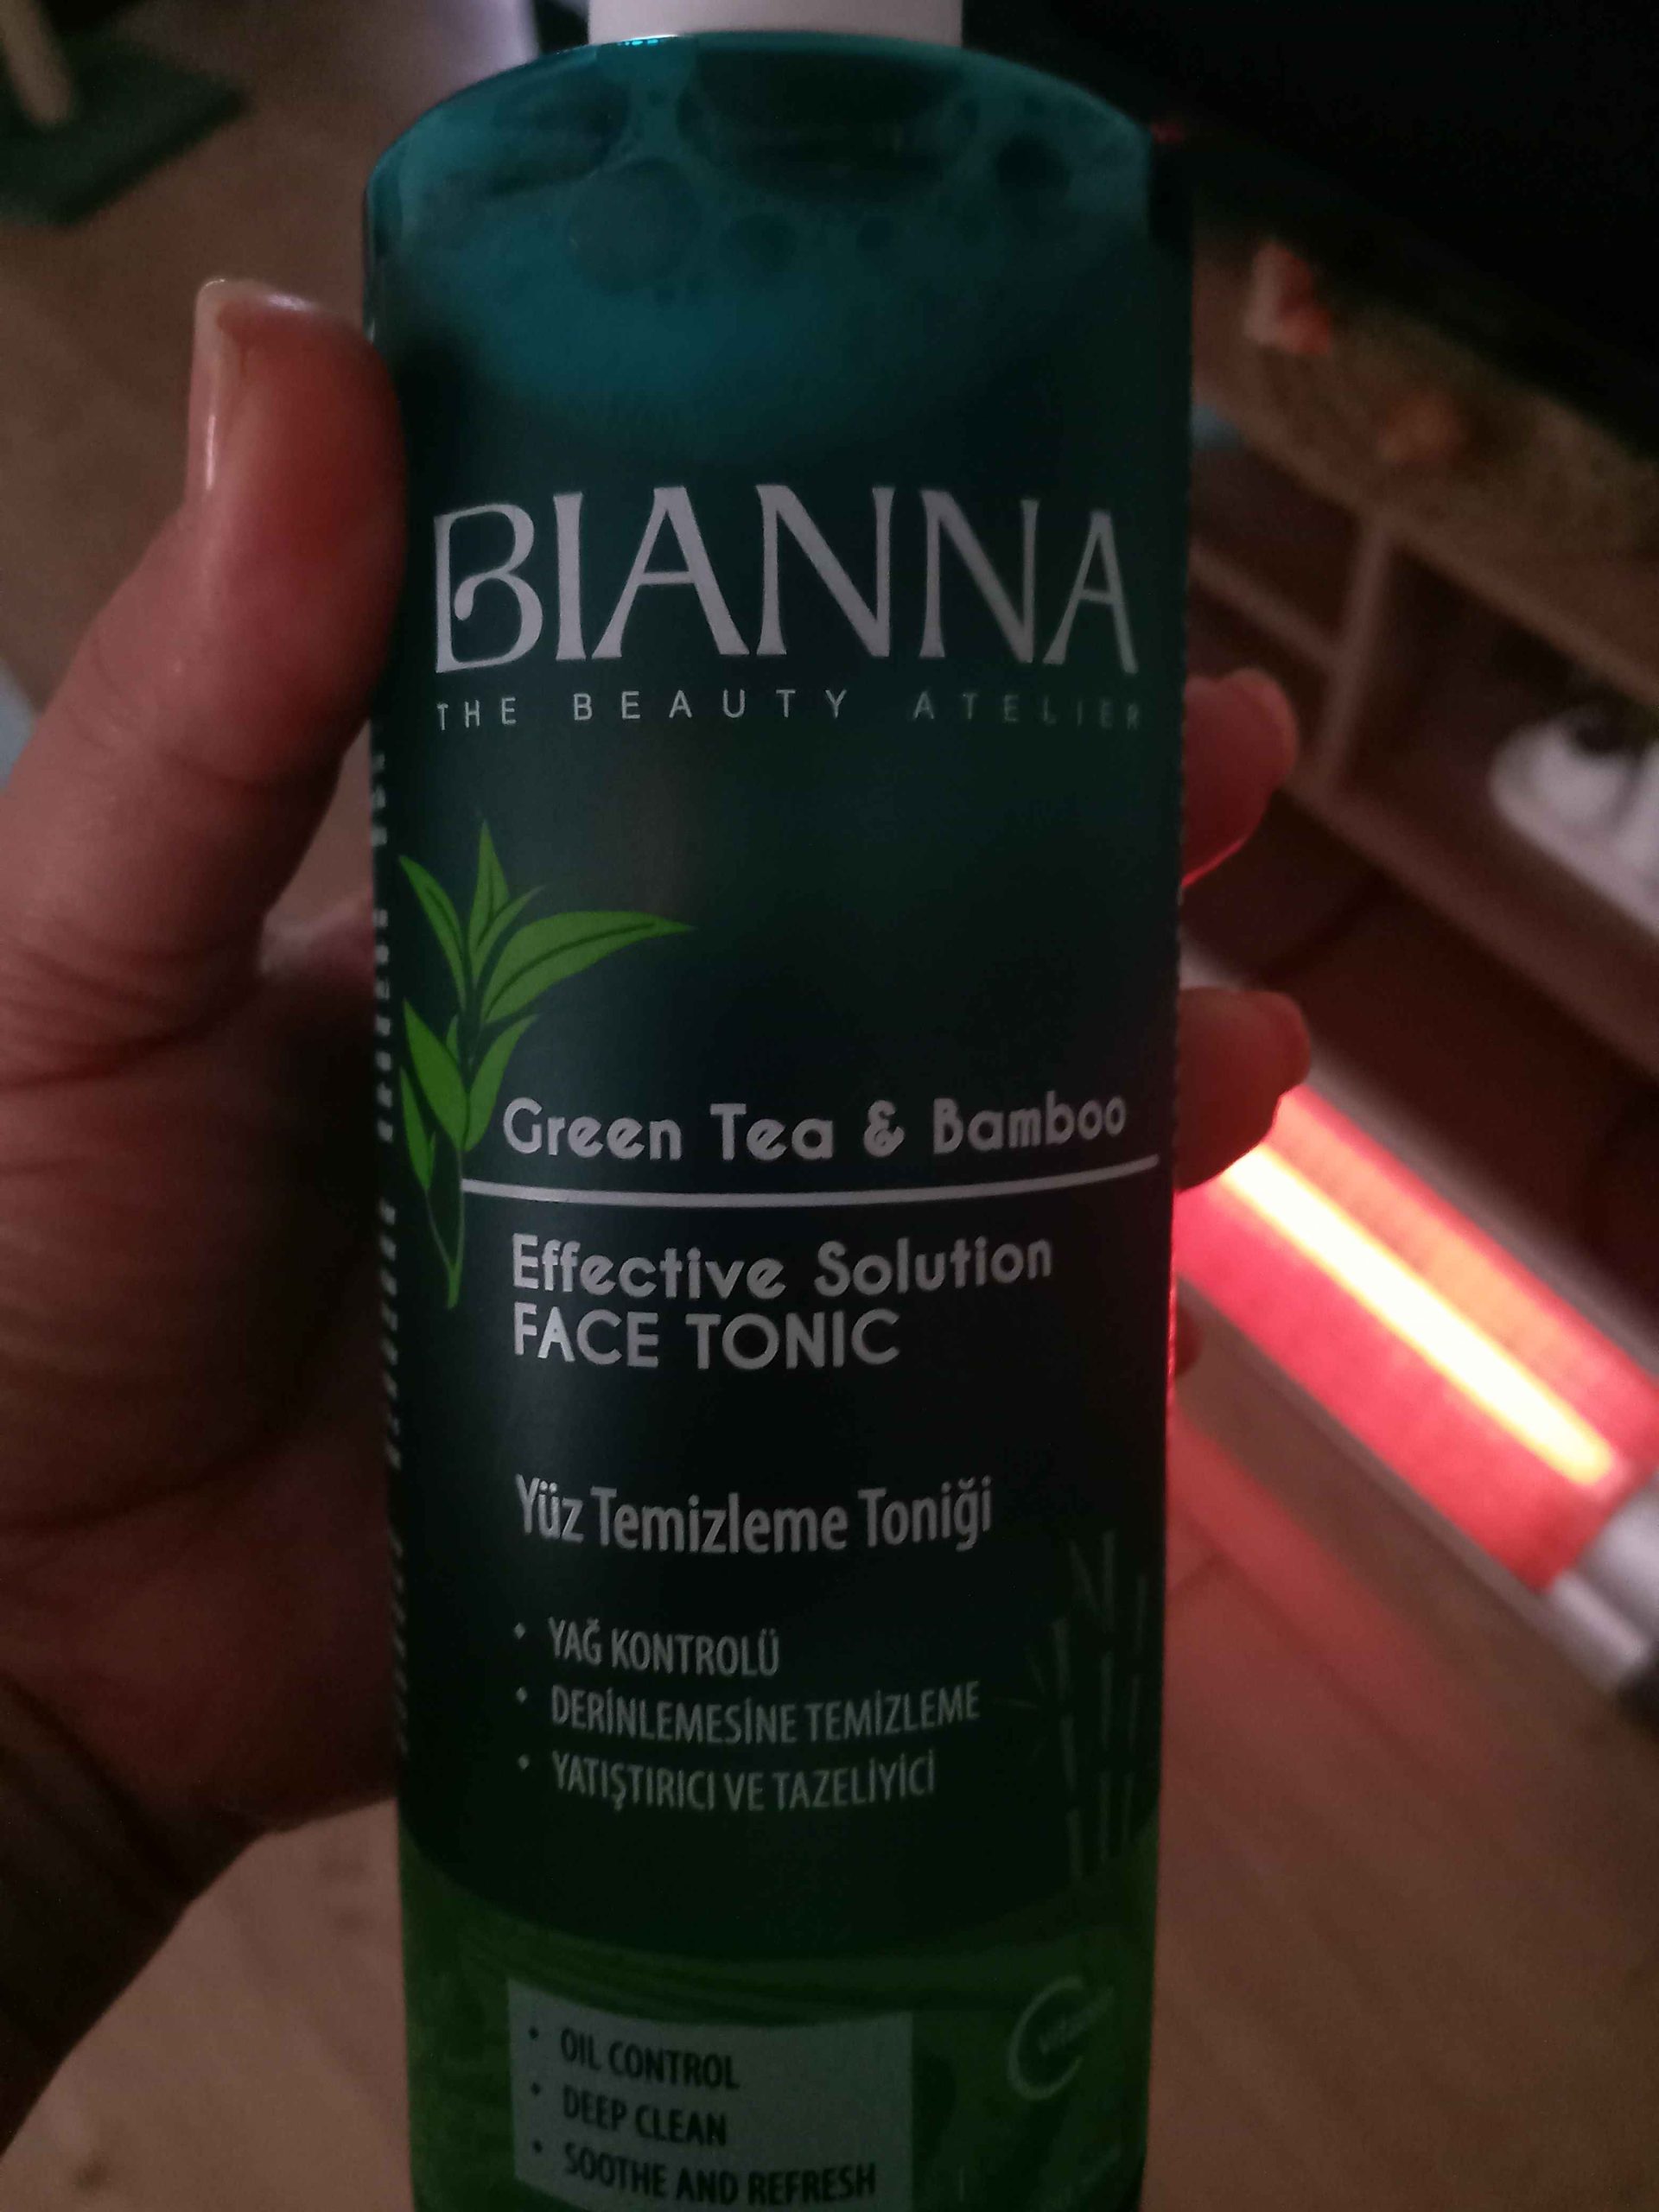 BIANNA
THE BEAUTY ATELIER
Green Tea & Bamboo
Effective Solution
FACE TONIC
Yüz Temizleme Toniği
• YAĞ KONTROLÜ
• DERİNLEMESİNE TEMİZLEME
• YATIŞTIRICI VE TAZELİYİCİ
• OIL CONTROL
• DEEP CLEAN
• SOOTHE AND REFRESH